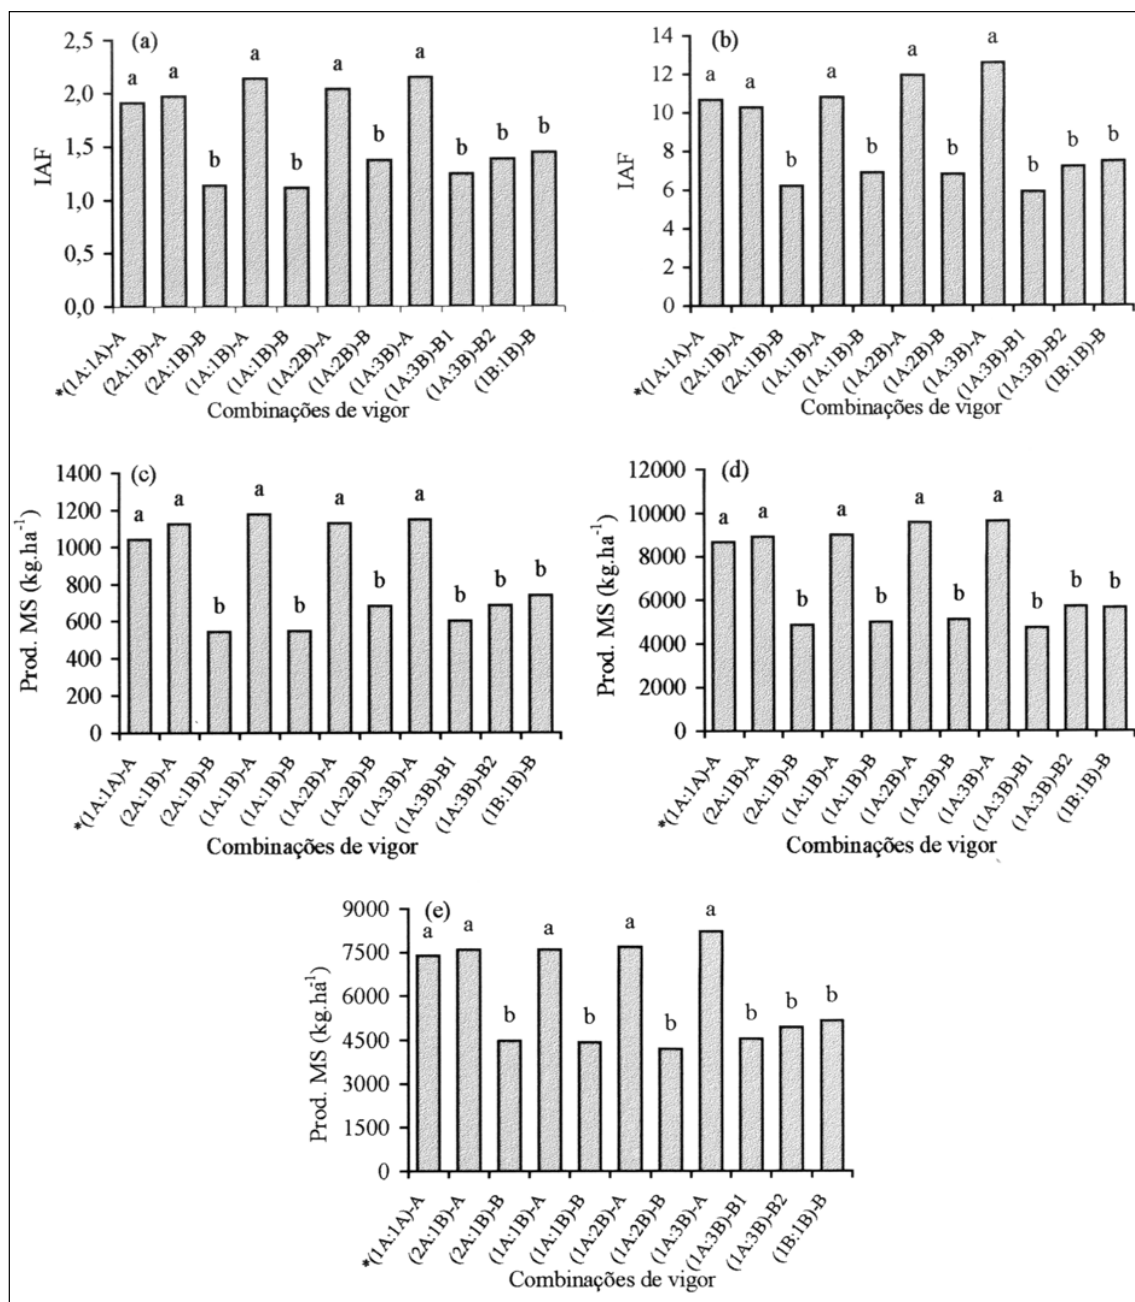 (a)
2,5
2,0
1,5
1,0
0,5
0,0
IAF
a a b a b a b a b b b
*(1A:1A)-A
(2A:1B)-A
(2A:1B)-B
(1A:1B)-A
(1A:1B)-B
(1A:2B)-A
(1A:2B)-B
(1A:3B)-A
(1A:3B)-B1
(1A:3B)-B2
(1B:1B)-B
Combinações de vigor
(b)
14
12
10
8
6
4
2
0
IAF
a a b a b a b a b b b
*(1A:1A)-A
(2A:1B)-A
(2A:1B)-B
(1A:1B)-A
(1A:1B)-B
(1A:2B)-A
(1A:2B)-B
(1A:3B)-A
(1A:3B)-B1
(1A:3B)-B2
(1B:1B)-B
Combinações de vigor
(c)
1400
1200
1000
800
600
400
200
0
Prod. MS (kg.ha⁻¹)
a a b a b a b a b b b
*(1A:1A)-A
(2A:1B)-A
(2A:1B)-B
(1A:1B)-A
(1A:1B)-B
(1A:2B)-A
(1A:2B)-B
(1A:3B)-A
(1A:3B)-B1
(1A:3B)-B2
(1B:1B)-B
Combinações de vigor
(d)
12000
10000
8000
6000
4000
2000
0
Prod. MS (kg.ha⁻¹)
a a b a b a b a b b b
*(1A:1A)-A
(2A:1B)-A
(2A:1B)-B
(1A:1B)-A
(1A:1B)-B
(1A:2B)-A
(1A:2B)-B
(1A:3B)-A
(1A:3B)-B1
(1A:3B)-B2
(1B:1B)-B
Combinações de vigor
(e)
9000
7500
6000
4500
3000
1500
0
Prod. MS (kg.ha⁻¹)
a a b a b a b a b b b
*(1A:1A)-A
(2A:1B)-A
(2A:1B)-B
(1A:1B)-A
(1A:1B)-B
(1A:2B)-A
(1A:2B)-B
(1A:3B)-A
(1A:3B)-B1
(1A:3B)-B2
(1B:1B)-B
Combinações de vigor